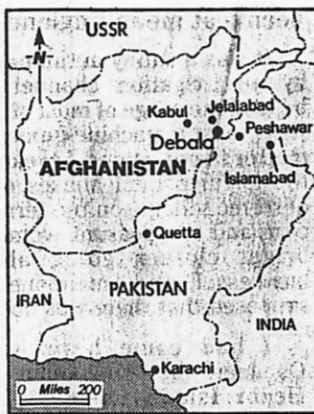 USSR
N
Jelalabad
Kabul
Peshawar
Debala
AFGHANISTAN
Islamabad
Quetta
IRAN
PAKISTAN
INDIA
Karachi
0 Miles 200